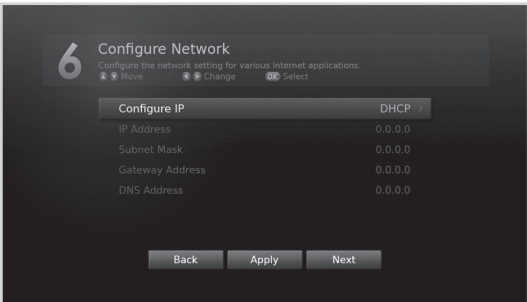 6
Configure Network
Configure the network setting for various Internet applications.
Move Change OK Select
Configure IP DHCP >
IP Address 0.0.0.0
Subnet Mask 0.0.0.0
Gateway Address 0.0.0.0
DNS Address 0.0.0.0
Back Apply Next